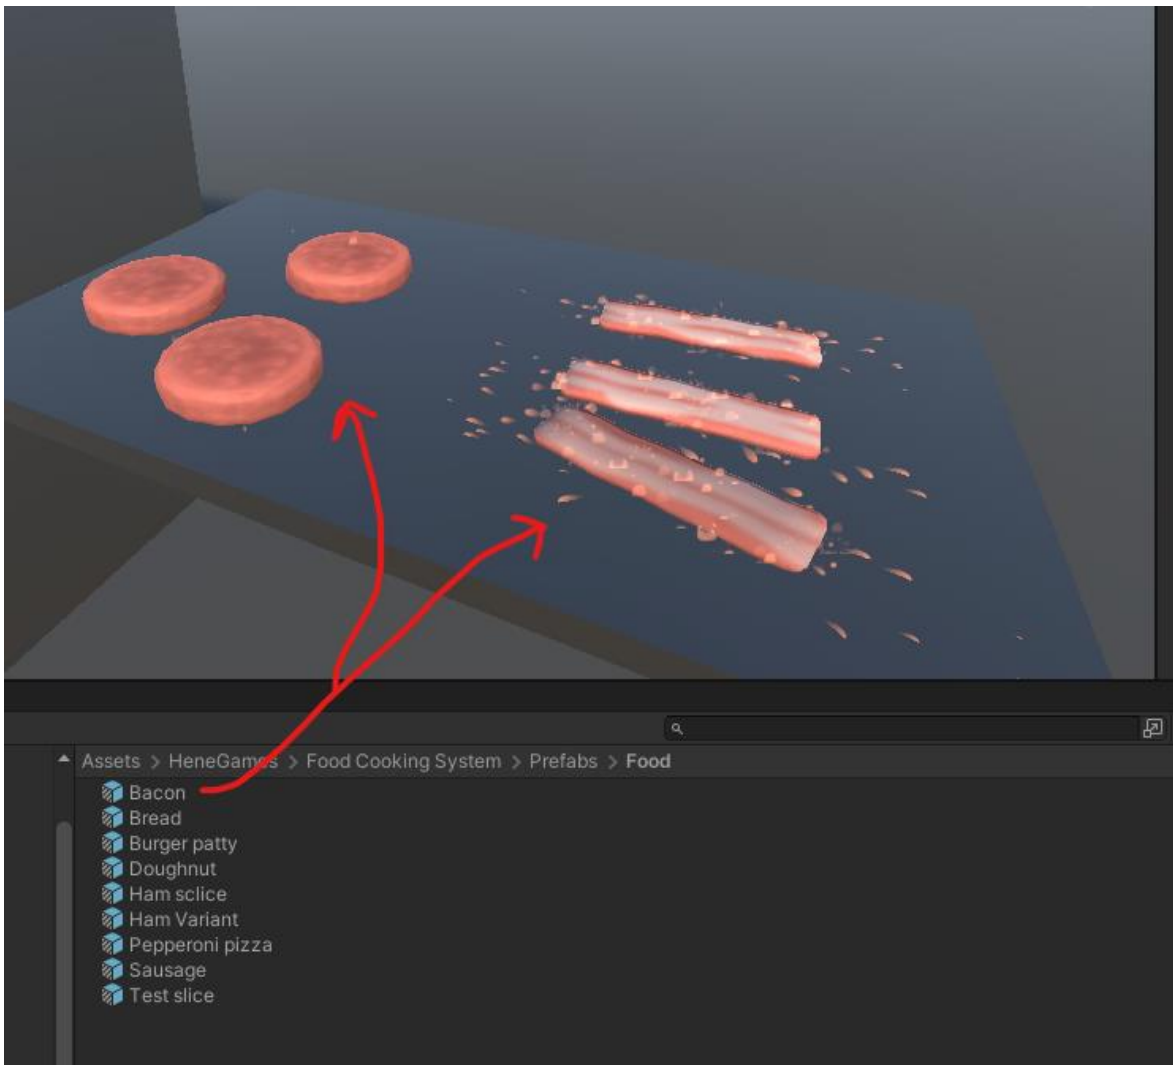 Assets > HeneGames > Food Cooking System > Prefabs > Food
Bacon
Bread
Burger patty
Doughnut
Ham sclice
Ham Variant
Pepperoni pizza
Sausage
Test slice